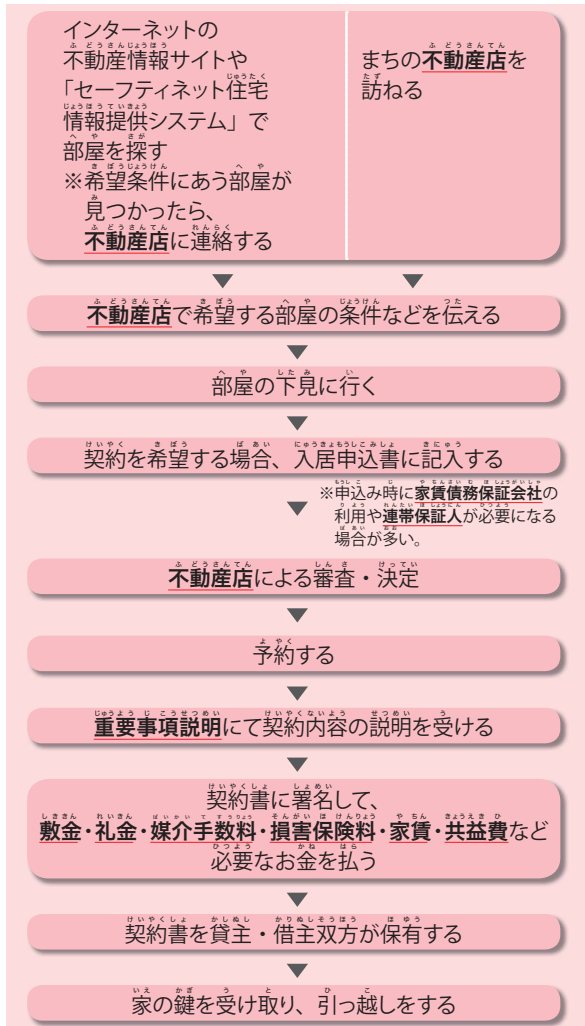 インターネットの
不動産情報サイトや
「セーフティネット住宅
情報提供システム」で
部屋を探す
※希望条件にあう部屋が
見つかったら、
不動産店に連絡する
まちの不動産店を
訪ねる
不動産店で希望する部屋の条件などを伝える
部屋の下見に行く
契約を希望する場合、入居申込書に記入する
※申込み時に家賃債務保証会社の
利用や連帯保証人が必要になる
場合が多い。
不動産店による審査・決定
予約する
重要事項説明にて契約内容の説明を受ける
契約書に署名して、
敷金・礼金・媒介手数料・損害保険料・家賃・共益費など
必要なお金を払う
契約書を貸主・借主双方が保有する
家の鍵を受け取り、引っ越しをする